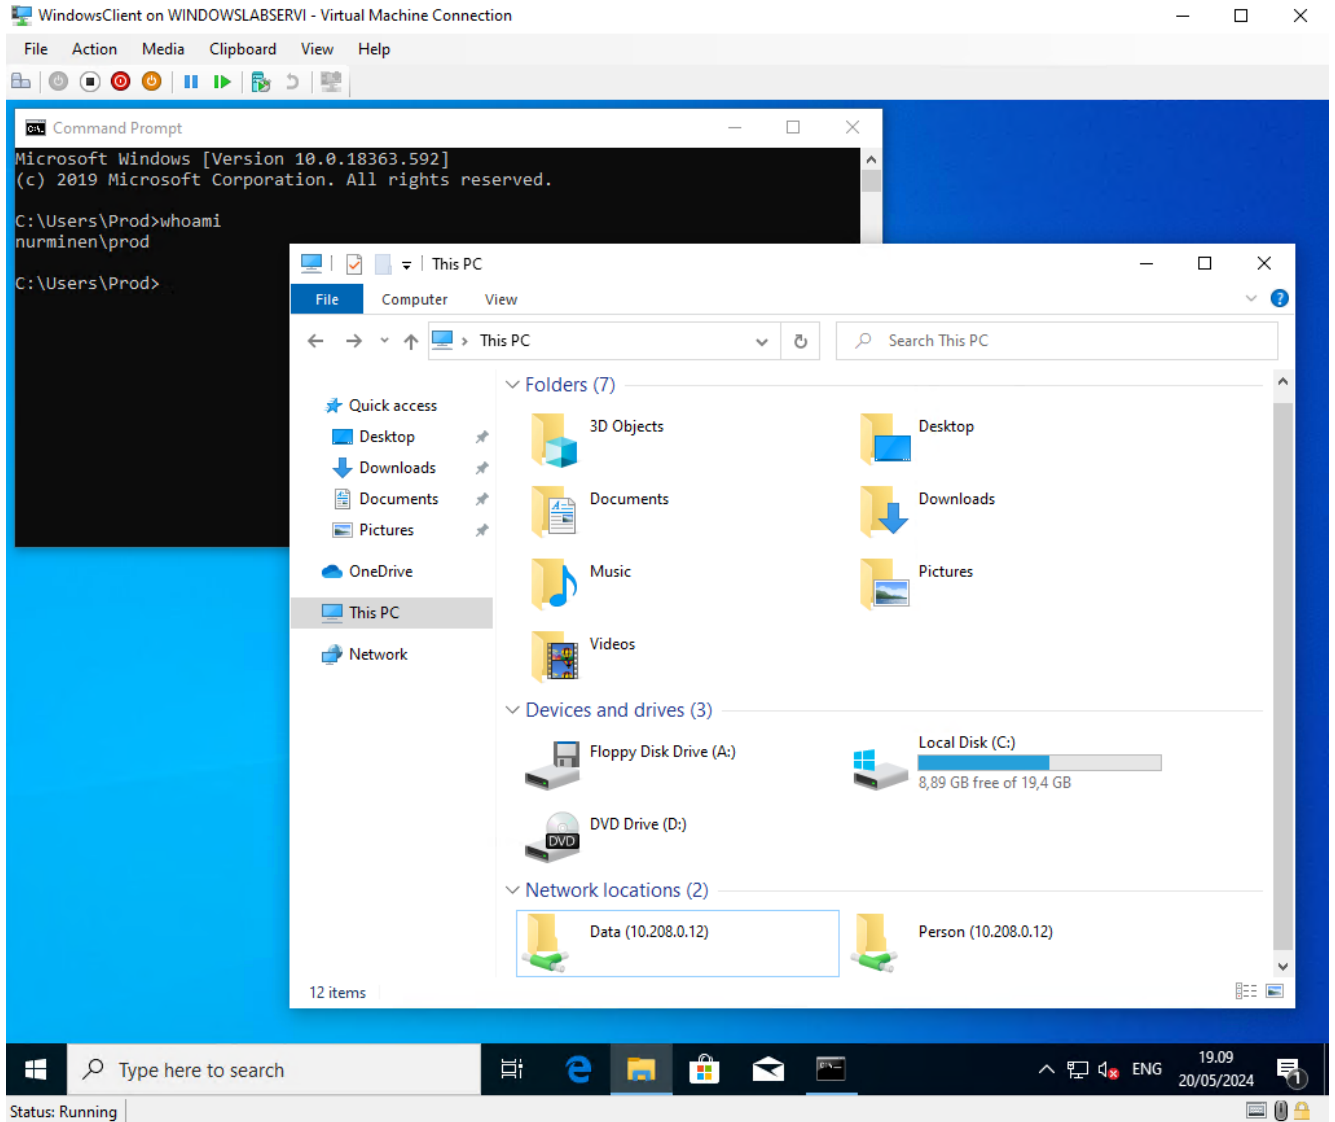 WindowsClient on WINDOWSLABSERVI - Virtual Machine Connection
File Action Media Clipboard View Help
Command Prompt
Microsoft Windows [Version 10.0.18363.592]
(c) 2019 Microsoft Corporation. All rights reserved.
C:\Users\Prod>whoami
nurminen\prod
C:\Users\Prod>
This PC
File Computer View
This PC
Search This PC
Quick access
Desktop
Downloads
Documents
Pictures
OneDrive
This PC
Network
Folders (7)
3D Objects
Desktop
Documents
Downloads
Music
Pictures
Videos
Devices and drives (3)
Floppy Disk Drive (A:)
Local Disk (C:)
8,89 GB free of 19,4 GB
DVD Drive (D:)
DVD
Network locations (2)
Data (10.208.0.12)
Person (10.208.0.12)
12 items
Type here to search
ENG
19.09
20/05/2024
1
Status: Running